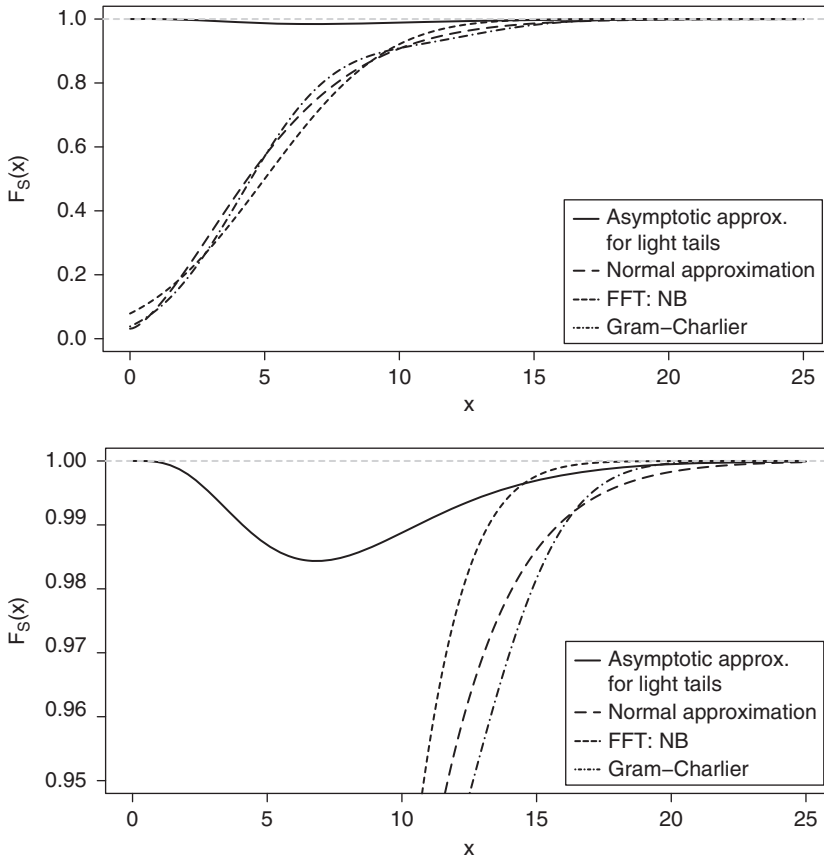 1.0
0.8
0.6
0.4
0.2
0.0
F_S(x)
Asymptotic approx.
for light tails
Normal approximation
FFT: NB
Gram−Charlier
0 5 10 15 20 25
x
1.00
0.99
0.98
0.97
0.96
0.95
F_S(x)
Asymptotic approx.
for light tails
Normal approximation
FFT: NB
Gram−Charlier
0 5 10 15 20 25
x